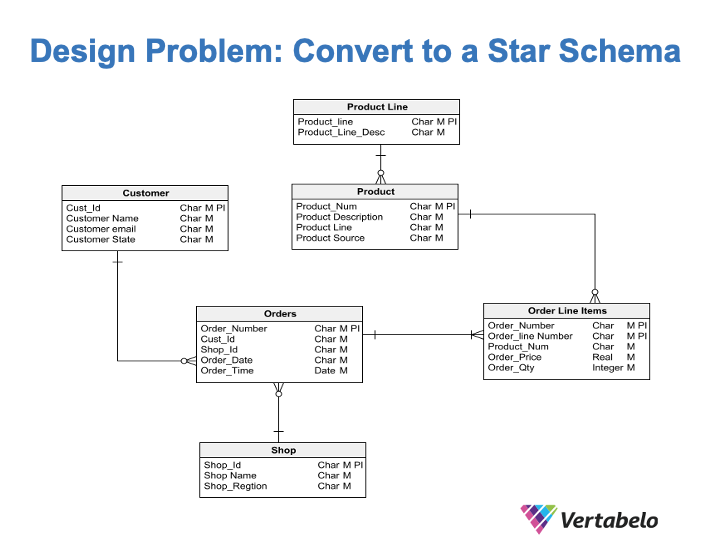 Design Problem: Convert to a Star Schema
Product Line
Product_line Char M PI
Product_Line_Desc Char M
Product
Product_Num Char M PI
Product Description Char M
Product Line Char M
Product Source Char M
Customer
Cust_Id Char M PI
Customer Name Char M
Customer email Char M
Customer State Char M
Orders
Order_Number Char M PI
Cust_Id Char M
Shop_Id Char M
Order_Date Char M
Order_Time Date M
Order Line Items
Order_Number Char M PI
Order_line Number Char M PI
Product_Num Char M
Order_Price Real M
Order_Qty Integer M
Shop
Shop_Id Char M PI
Shop Name Char M
Shop_Regtion Char M
Vertabelo